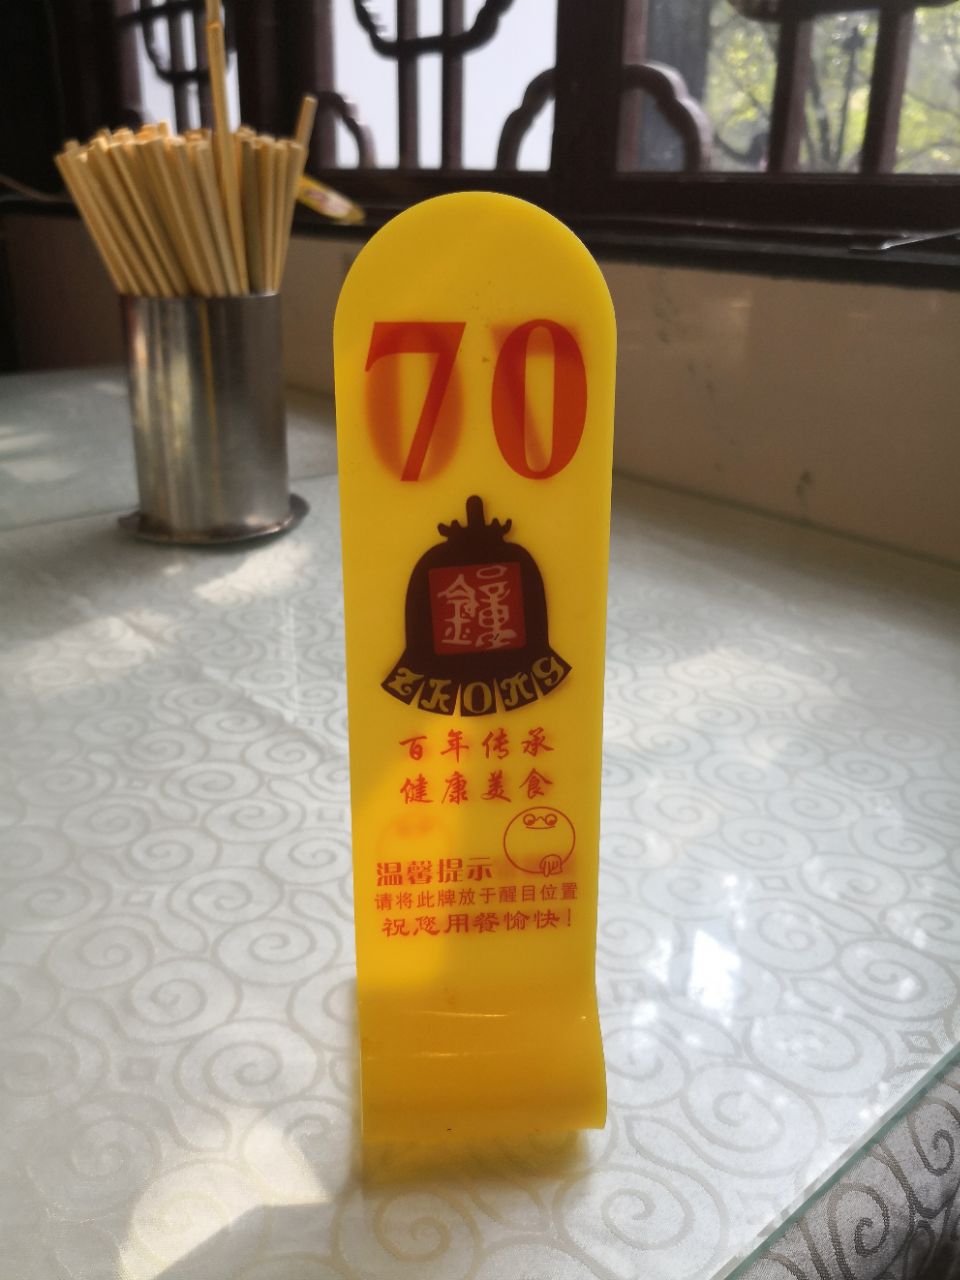 70
鐘
ZHONG
百年传承
健康美食
温馨提示
请将此牌放于醒目位置
祝您用餐愉快！